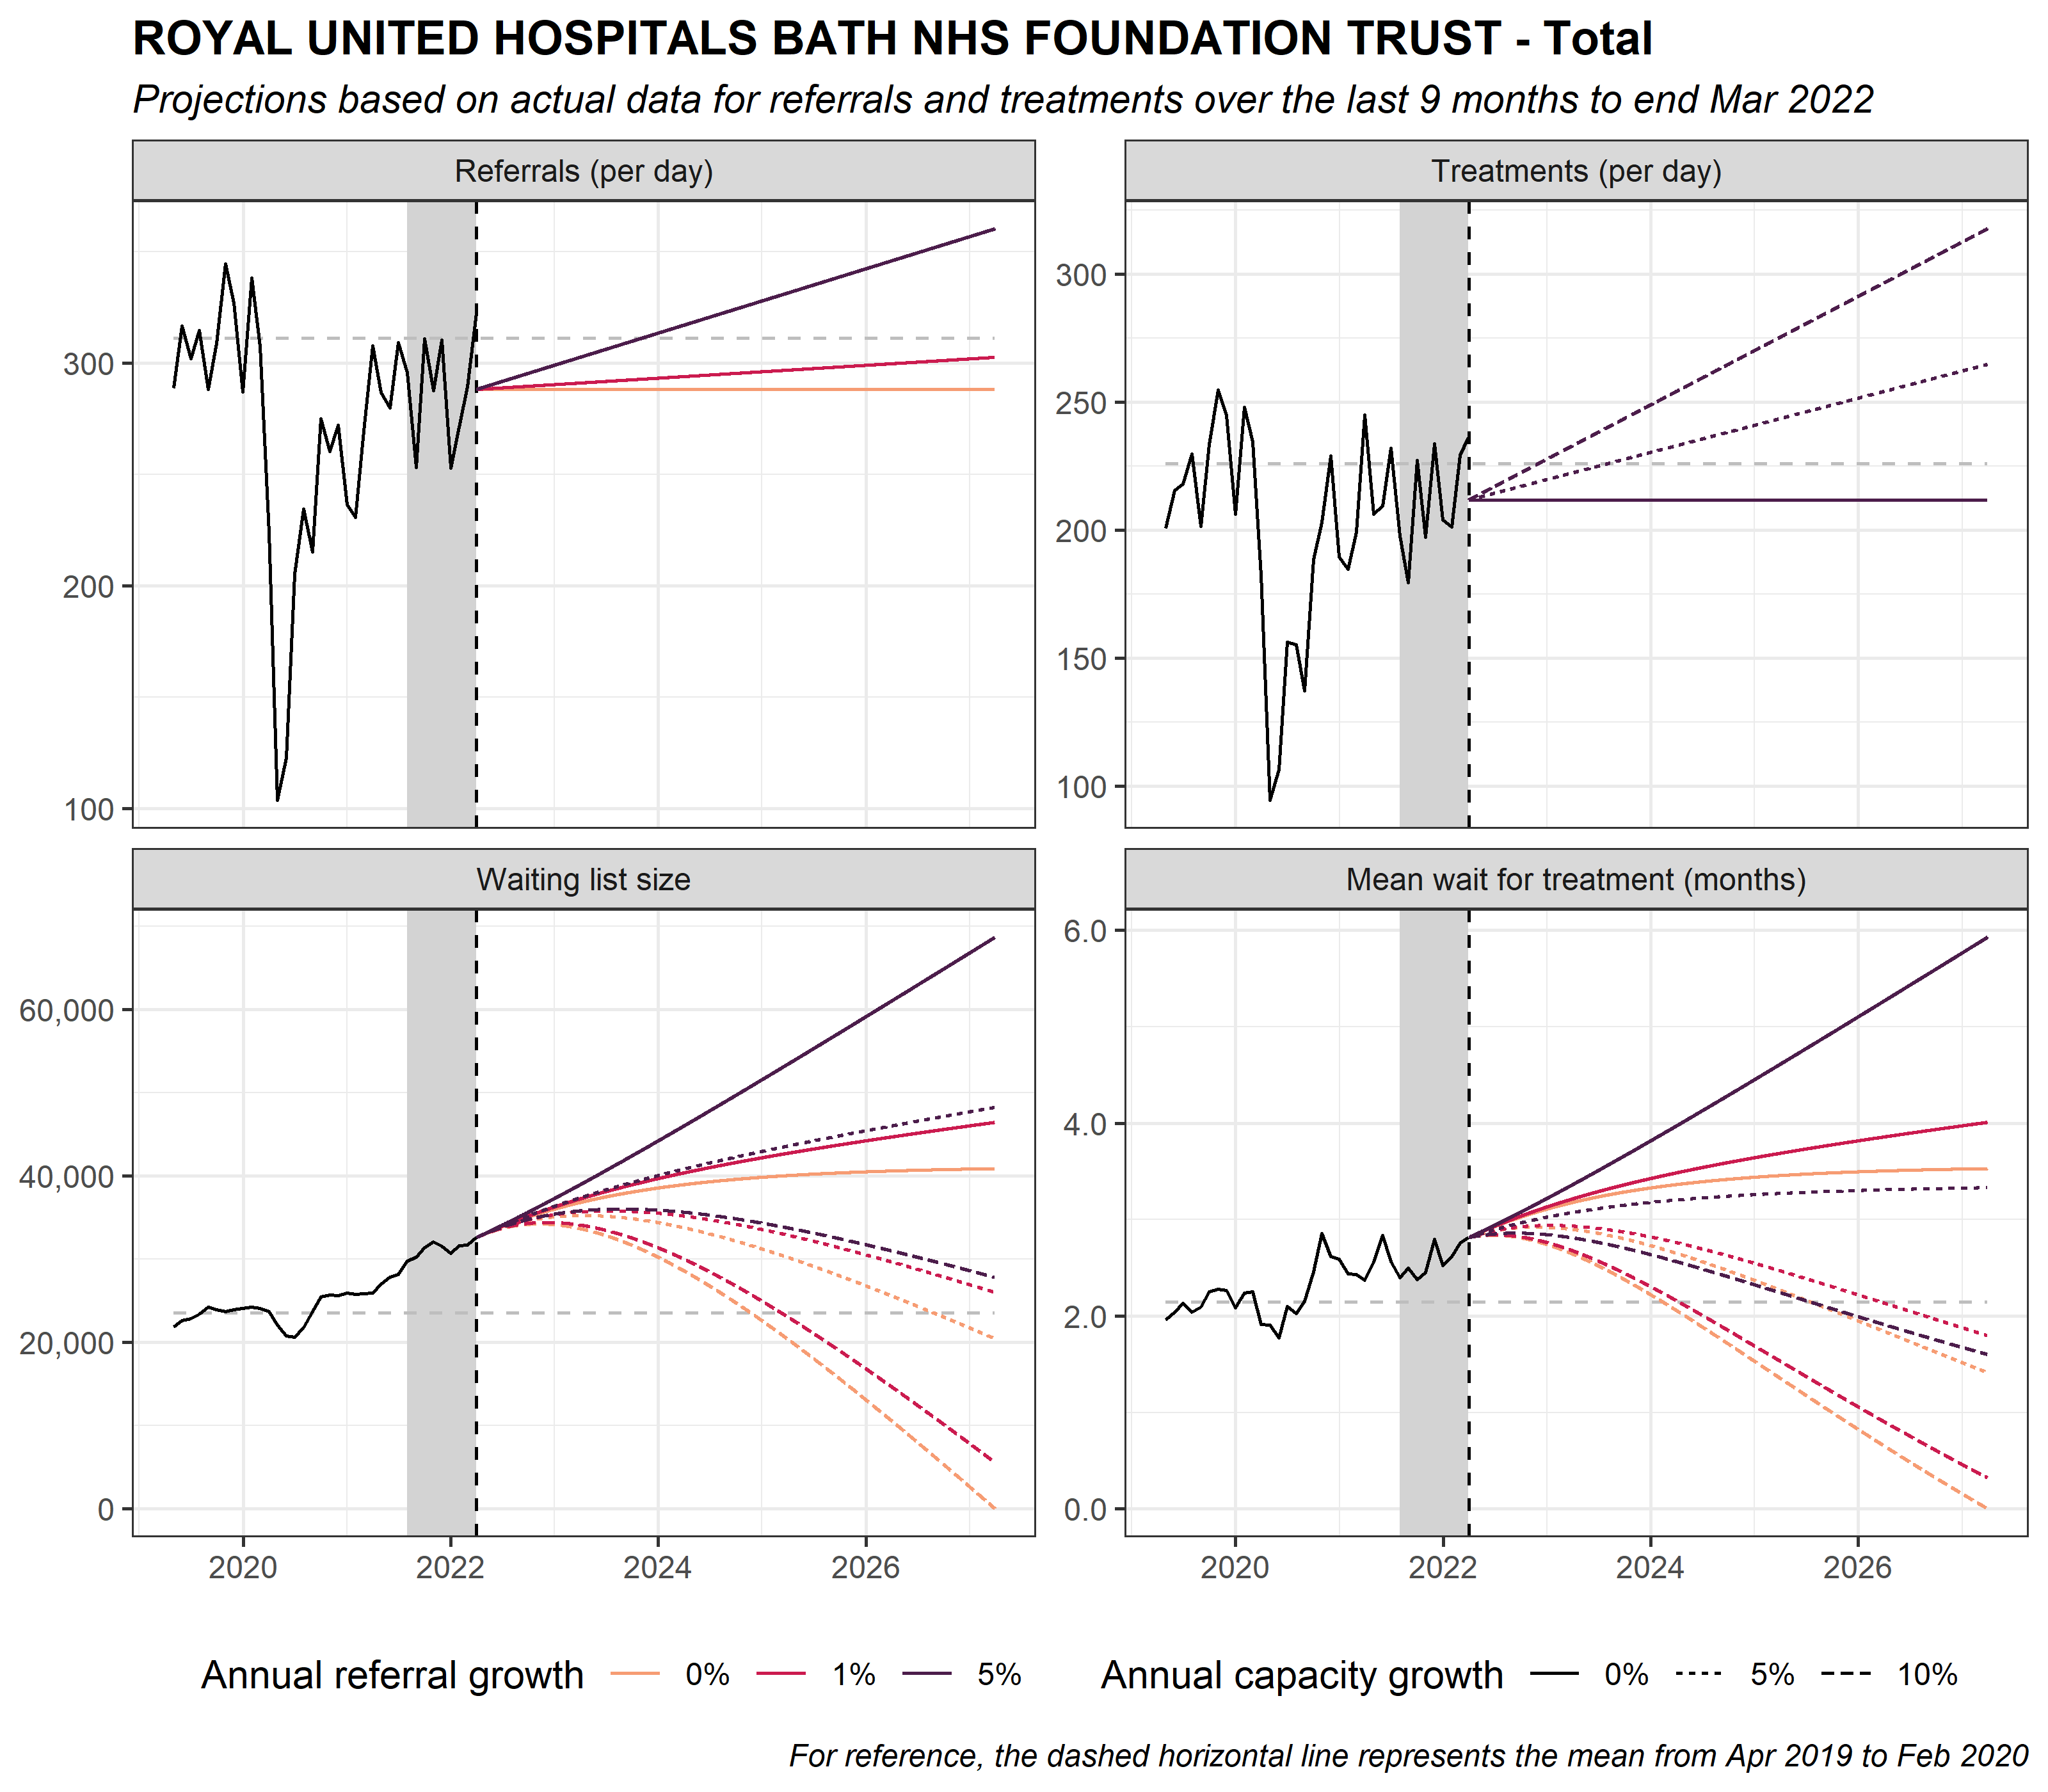 ROYAL UNITED HOSPITALS BATH NHS FOUNDATION TRUST - Total
Projections based on actual data for referrals and treatments over the last 9 months to end Mar 2022
Referrals (per day)
300
200
100
Treatments (per day)
300
250
200
150
100
Waiting list size
60,000
40,000
20,000
0
2020 2022 2024 2026
Mean wait for treatment (months)
6.0
4.0
2.0
0.0
2020 2022 2024 2026
Annual referral growth 0% 1% 5%
Annual capacity growth 0% 5% 10%
For reference, the dashed horizontal line represents the mean from Apr 2019 to Feb 2020